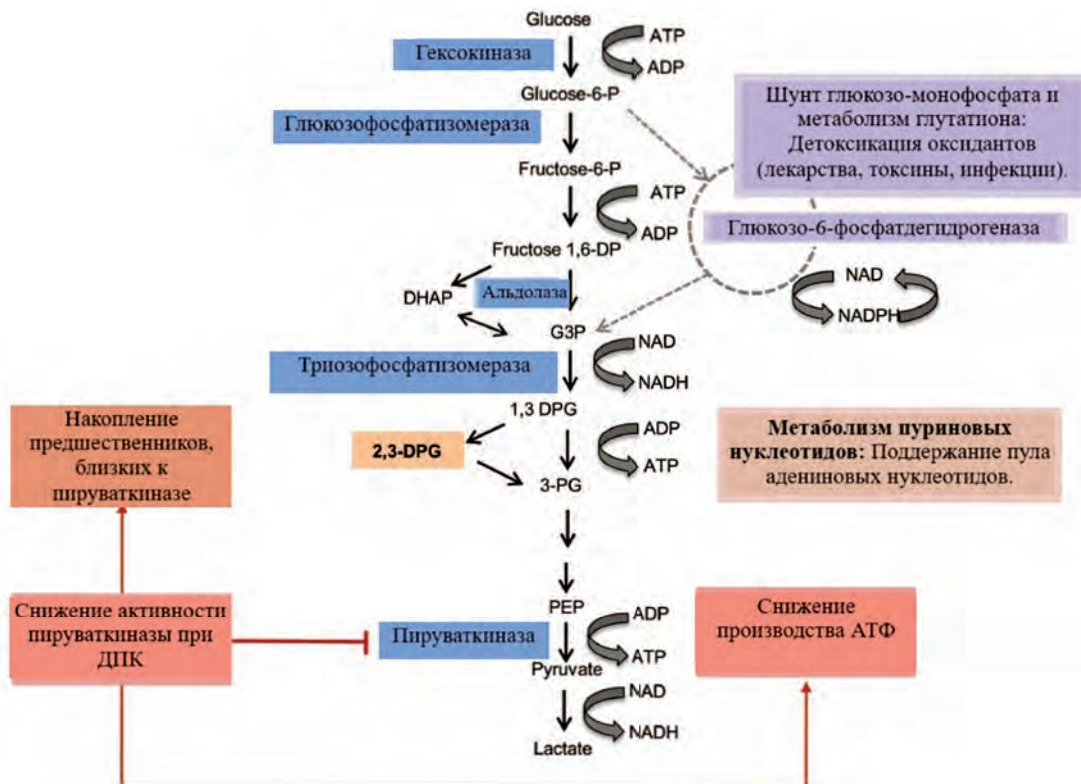 Glucose
Гексокиназа
ATP
ADP
Glucose-6-P
Глюкозофосфатизомераза
Шунт глюкозо-монофосфата и
метаболизм глутатиона:
Детоксикация оксидантов
(лекарства, токсины, инфекции).
Fructose-6-P
ATP
ADP
Глюкозо-6-фосфатдегидрогеназа
NAD
NADPH
Fructose 1,6-DP
DHAP
Альдолаза
G3P
Триозофосфатизомераза
NAD
NADH
1,3 DPG
2,3-DPG
ADP
ATP
3-PG
Накопление
предшественников,
близких к
пируваткиназе
Метаболизм пуриновых
нуклеотидов: Поддержание пула
адениновых нуклеотидов.
Снижение активности
пируваткиназы при
ДПК
PEP
Пируваткиназа
ADP
ATP
Pyruvate
Снижение
производства АТФ
NAD
NADH
Lactate